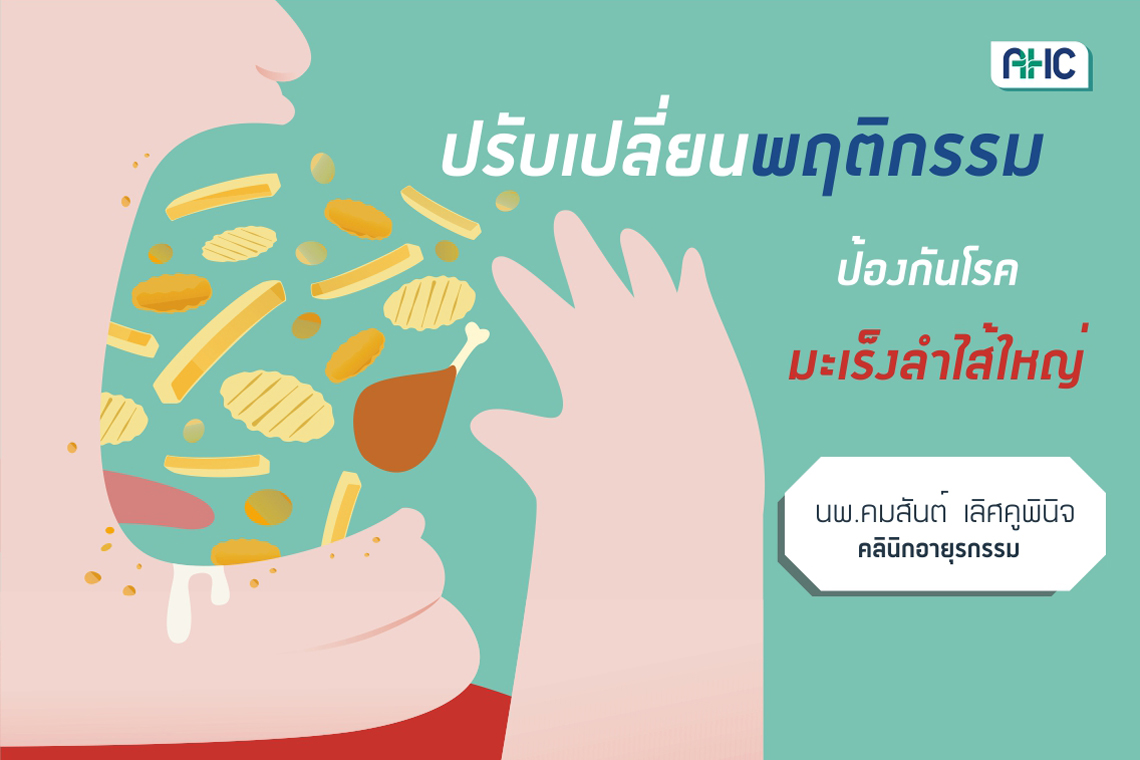 AHC
ปรับเปลี่ยนพฤติกรรม
ป้องกันโรค
มะเร็งลำไส้ใหญ่
นพ.คมสันต์ เลิศคูพินิจ
คลินิกอายุรกรรม